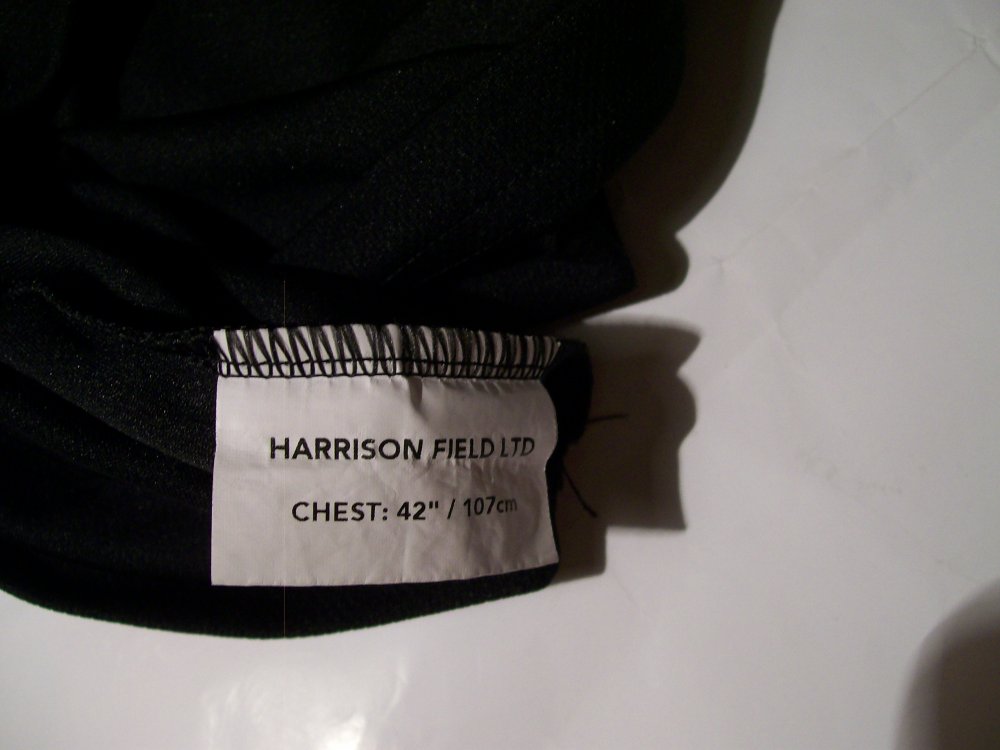 HARRISON FIELD LTD
CHEST: 42" / 107cm